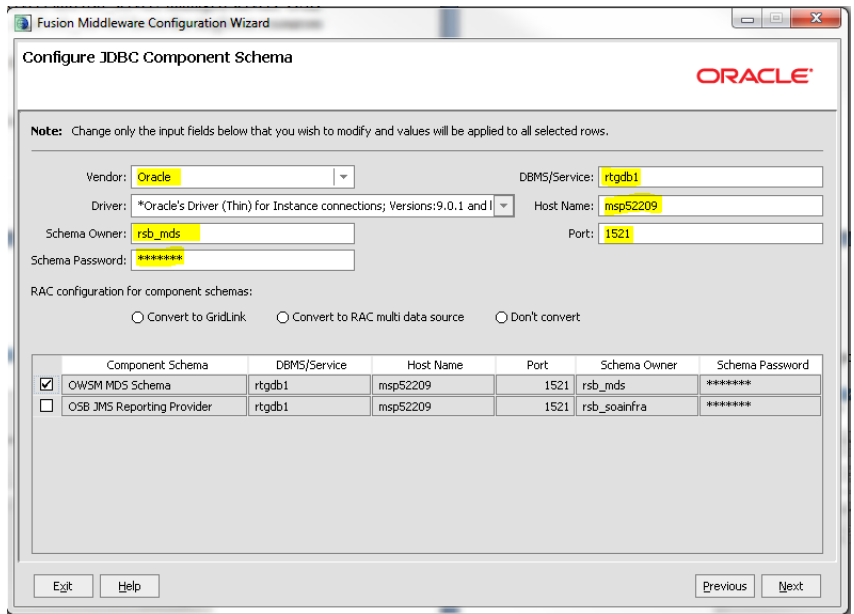 Fusion Middleware Configuration Wizard
Configure JDBC Component Schema
ORACLE
Note: Change only the input fields below that you wish to modify and values will be applied to all selected rows.
Vendor: Oracle DBMS/Service: rtgdb1
Driver: *Oracle's Driver (Thin) for Instance connections; Versions:9.0.1 and l Host Name: msp52209
Schema Owner: rsb_mds Port: 1521
Schema Password: *******
RAC configuration for component schemas:
Convert to GridLink Convert to RAC multi data source Don't convert
Component Schema DBMS/Service Host Name Port Schema Owner Schema Password
OWSM MDS Schema rtgdb1 msp52209 1521 rsb_mds *******
OSB JMS Reporting Provider rtgdb1 msp52209 1521 rsb_soainfra *******
Exit Help Previous Next